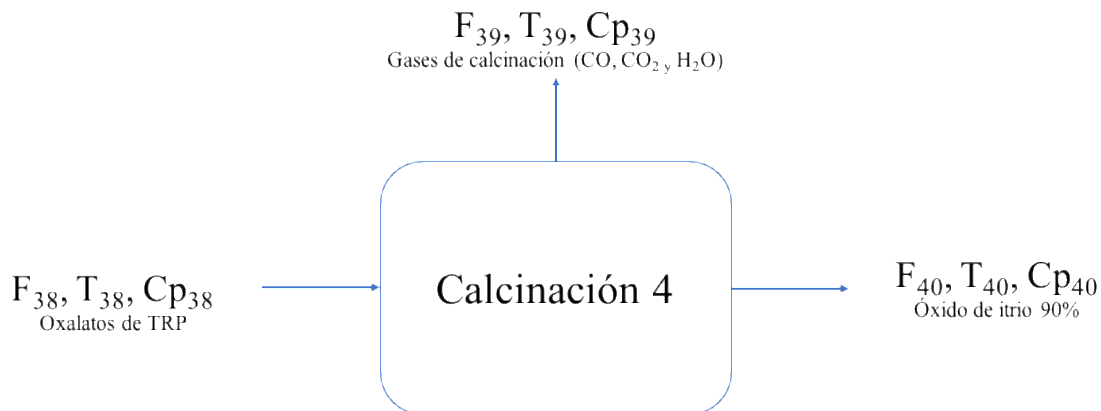 F₃₉, T₃₉, Cp₃₉
Gases de calcinación (CO, CO₂ y H₂O)
F₃₈, T₃₈, Cp₃₈
Oxalatos de TRP
Calcinación 4
F₄₀, T₄₀, Cp₄₀
Óxido de itrio 90%